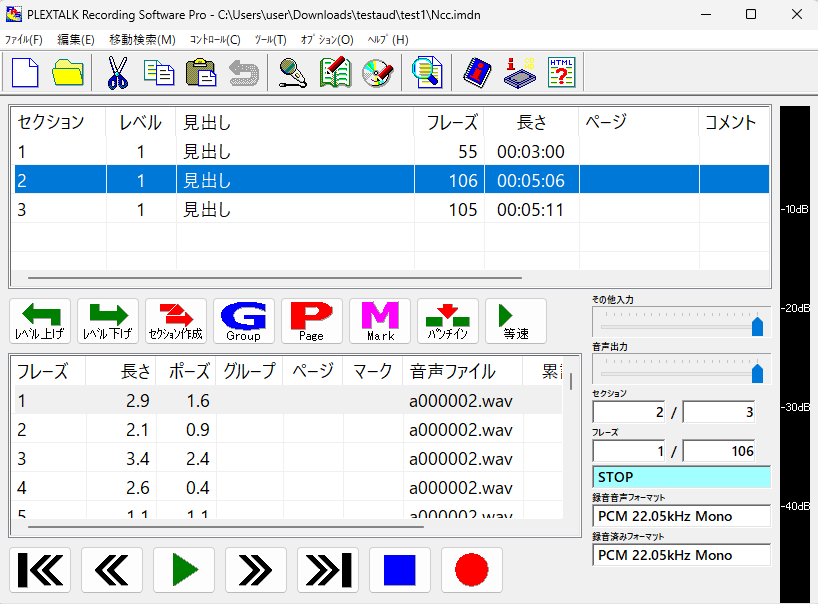 PLEXTALK Recording Software Pro - C:\Users\user\Downloads\testaud\test1\Ncc.imdn
ﾌｧｲﾙ(F) 編集(E) 移動検索(M) ｺﾝﾄﾛｰﾙ(C) ﾂｰﾙ(T) ｵﾌﾟｼｮﾝ(O) ﾍﾙﾌﾟ(H)
HTML
セクション レベル 見出し フレーズ 長さ ページ コメント
1 1 見出し 55 00:03:00
2 1 見出し 106 00:05:06
3 1 見出し 105 00:05:11
ﾚﾍﾞﾙ上げ ﾚﾍﾞﾙ下げ ｾｸｼｮﾝ作成 G Group P Page M Mark ﾊﾟﾝﾁｲﾝ 等速
フレーズ 長さ ポーズ グループ ページ マーク 音声ファイル
1 2.9 1.6 a000002.wav
2 2.1 0.9 a000002.wav
3 3.4 2.4 a000002.wav
4 2.6 0.4 a000002.wav
5 1.1 1.1 a000002.wav
その他入力
音声出力
ｾｸｼｮﾝ
2 / 3
ﾌﾚｰｽﾞ
1 / 106
STOP
録音音声ﾌｫｰﾏｯﾄ
PCM 22.05kHz Mono
録音済みﾌｫｰﾏｯﾄ
PCM 22.05kHz Mono
-10dB
-20dB
-30dB
-40dB